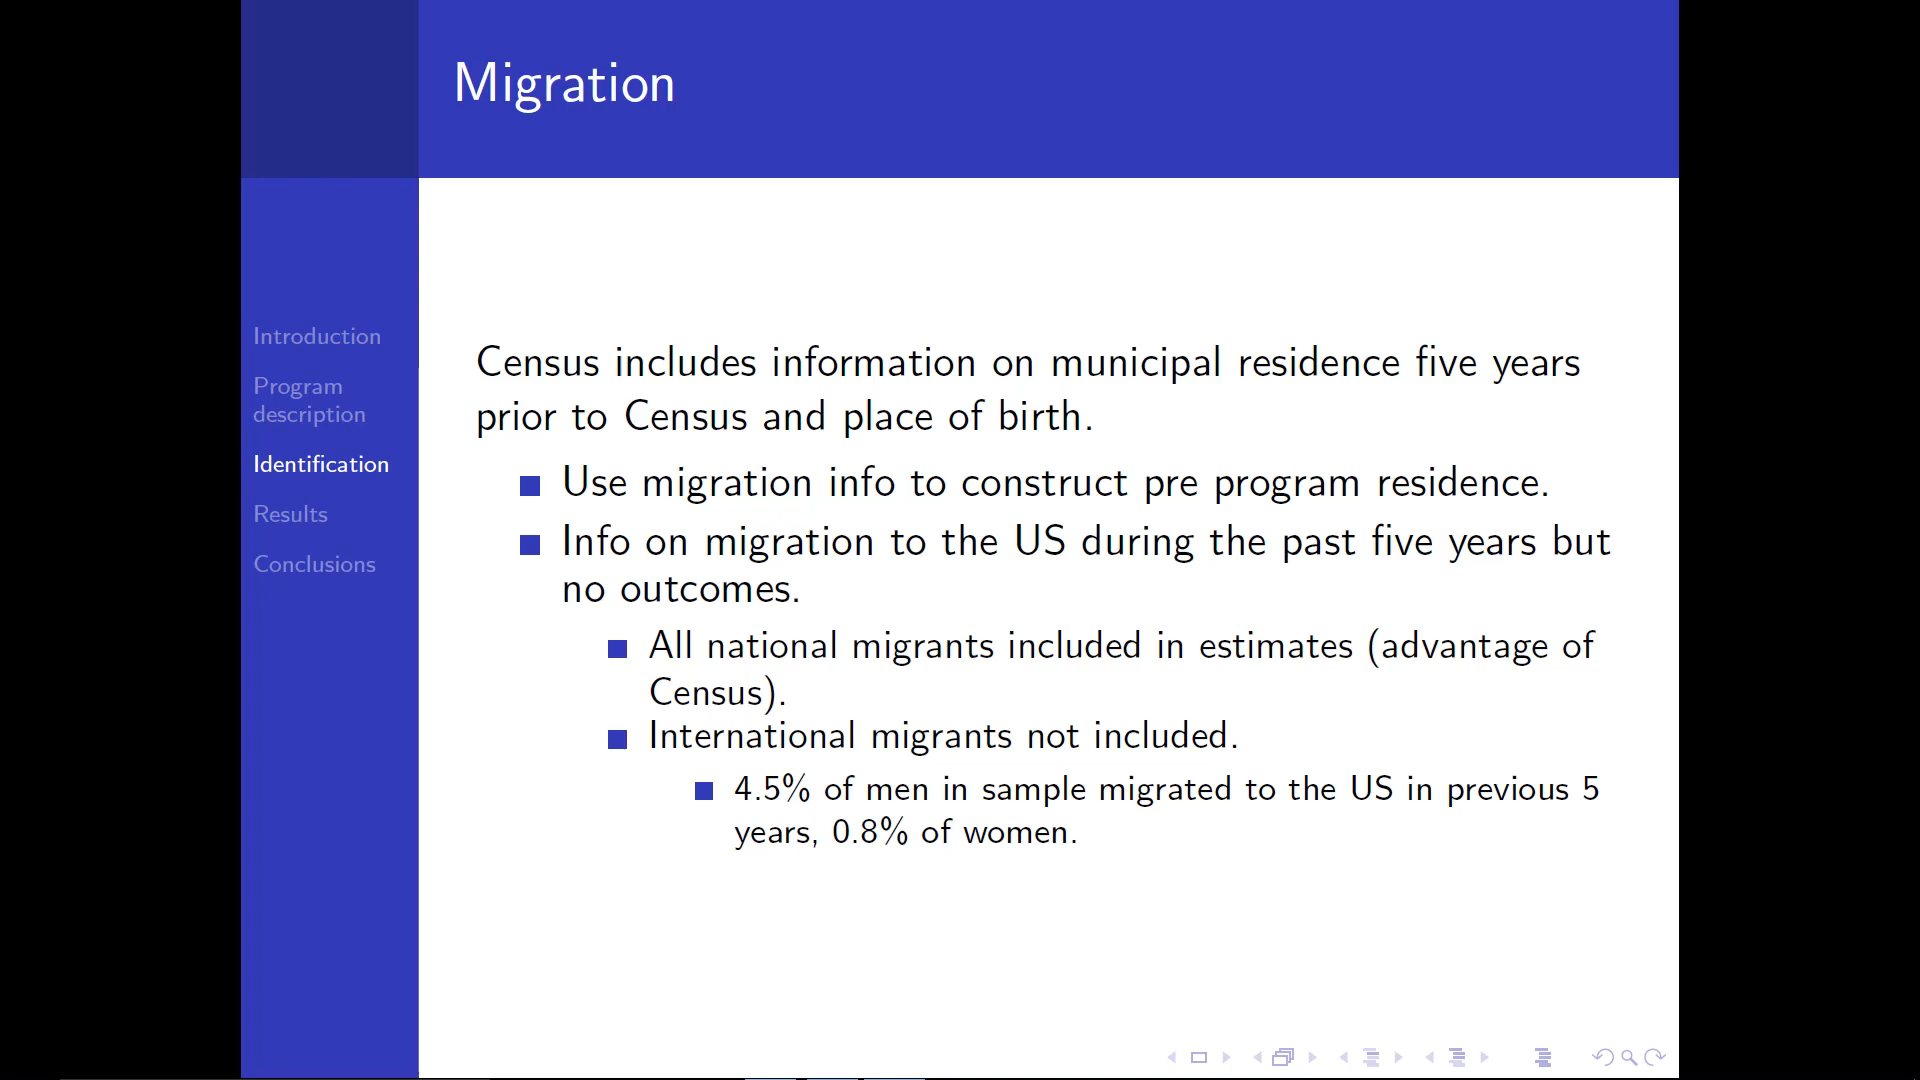 Migration
Introduction
Program
description
Identification
Results
Conclusions
Census includes information on municipal residence five years
prior to Census and place of birth.
Use migration info to construct pre program residence.
Info on migration to the US during the past five years but
no outcomes.
All national migrants included in estimates (advantage of
Census).
International migrants not included.
4.5% of men in sample migrated to the US in previous 5
years, 0.8% of women.